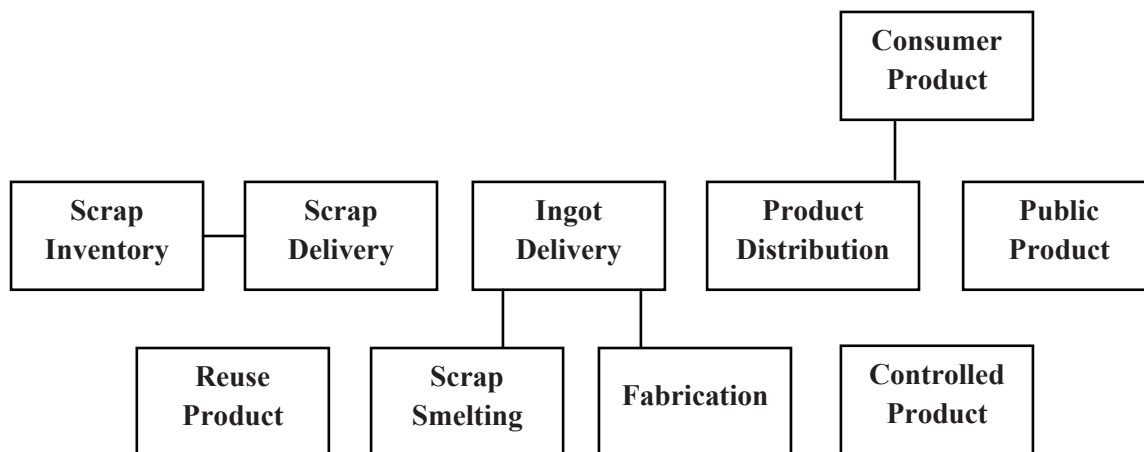 Consumer
Product
Scrap
Inventory
Scrap
Delivery
Ingot
Delivery
Product
Distribution
Public
Product
Reuse
Product
Scrap
Smelting
Fabrication
Controlled
Product